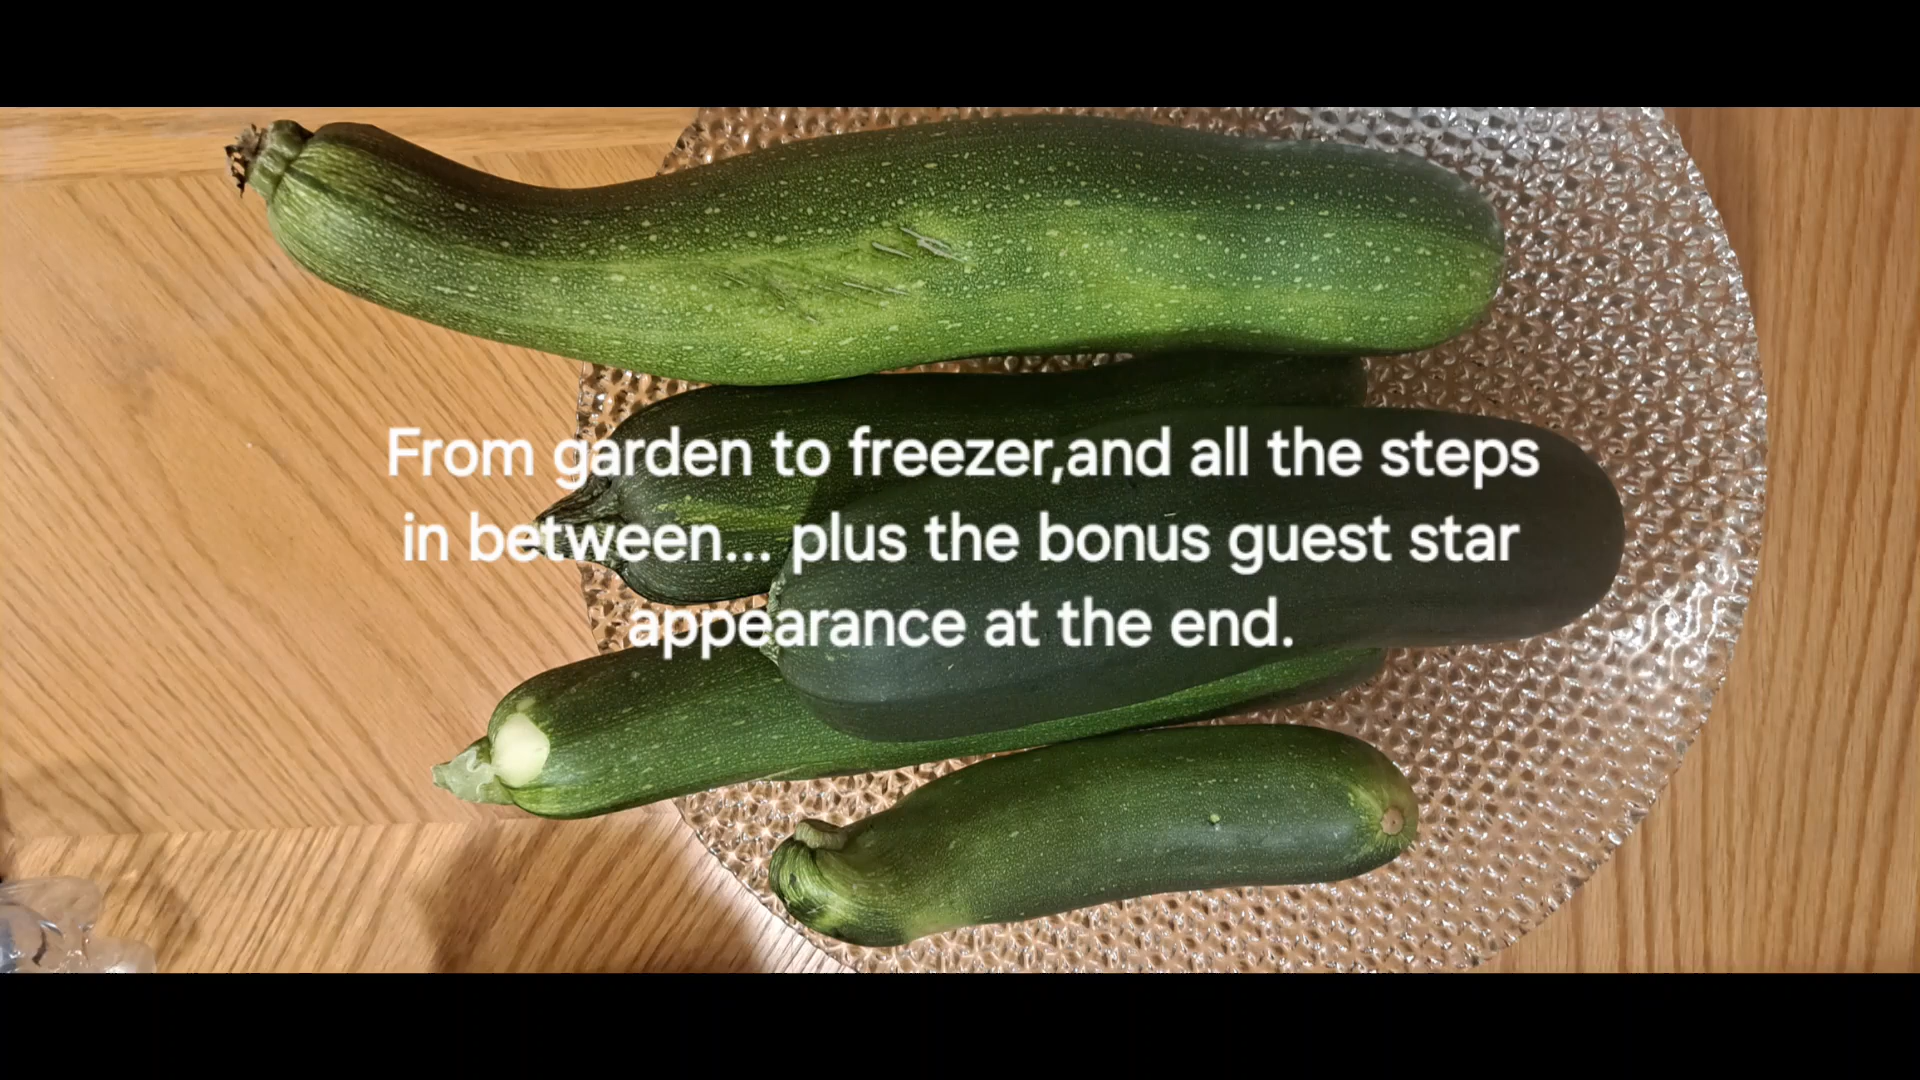 From garden to freezer,and all the steps
in between... plus the bonus guest star
appearance at the end.